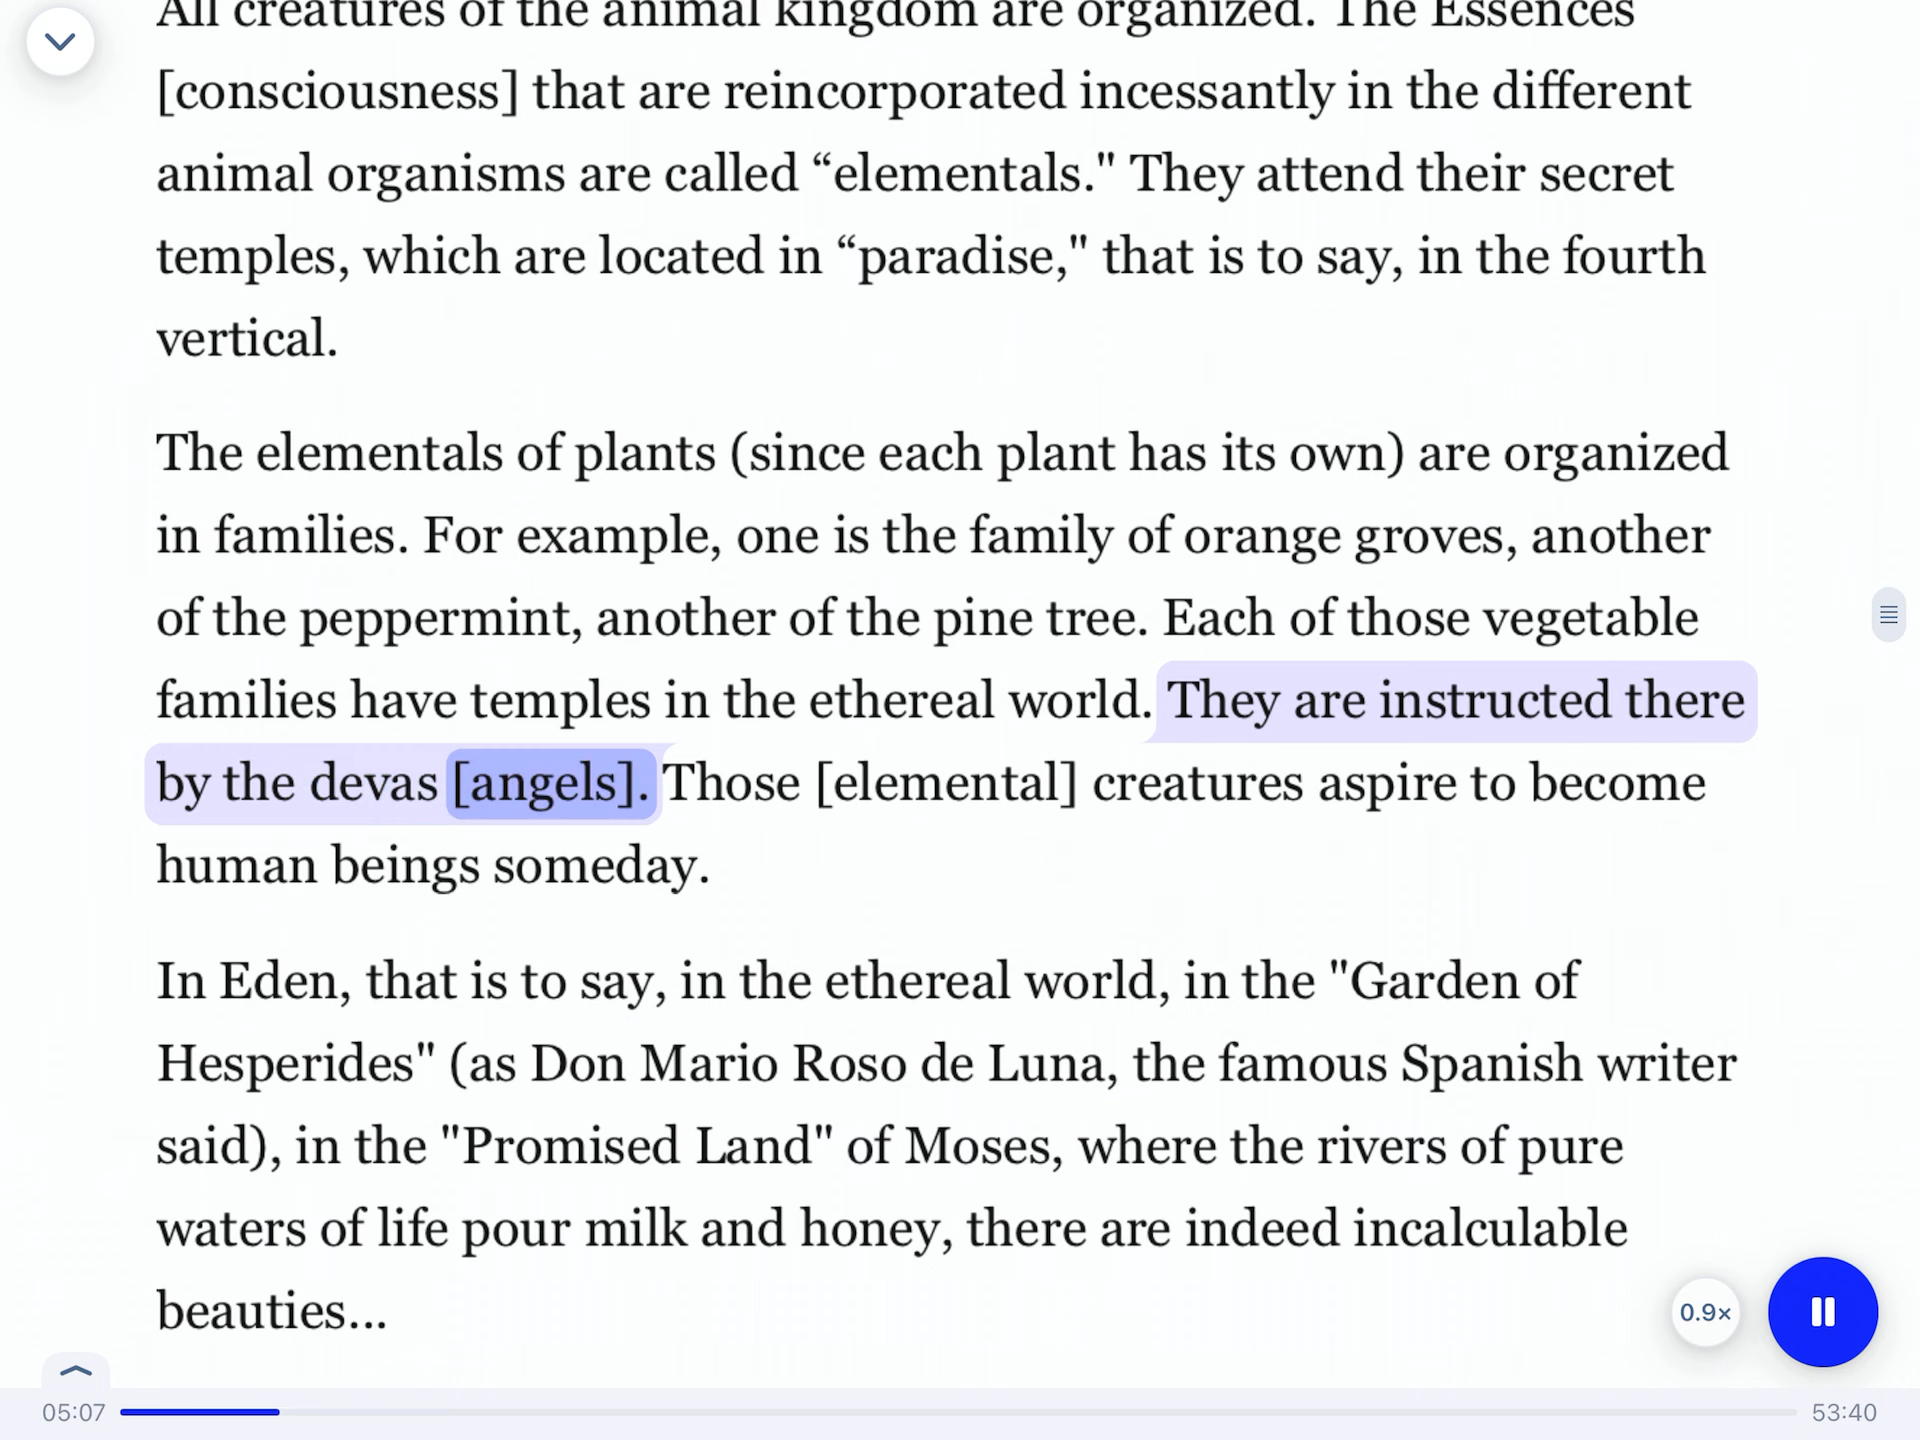 All creatures of the animal kingdom are organized. The Essences
[consciousness] that are reincorporated incessantly in the different
animal organisms are called “elementals." They attend their secret
temples, which are located in “paradise," that is to say, in the fourth
vertical.
The elementals of plants (since each plant has its own) are organized
in families. For example, one is the family of orange groves, another
of the peppermint, another of the pine tree. Each of those vegetable
families have temples in the ethereal world. They are instructed there
by the devas [angels]. Those [elemental] creatures aspire to become
human beings someday.
In Eden, that is to say, in the ethereal world, in the "Garden of
Hesperides" (as Don Mario Roso de Luna, the famous Spanish writer
said), in the "Promised Land" of Moses, where the rivers of pure
waters of life pour milk and honey, there are indeed incalculable
beauties...
0.9×
05:07
53:40